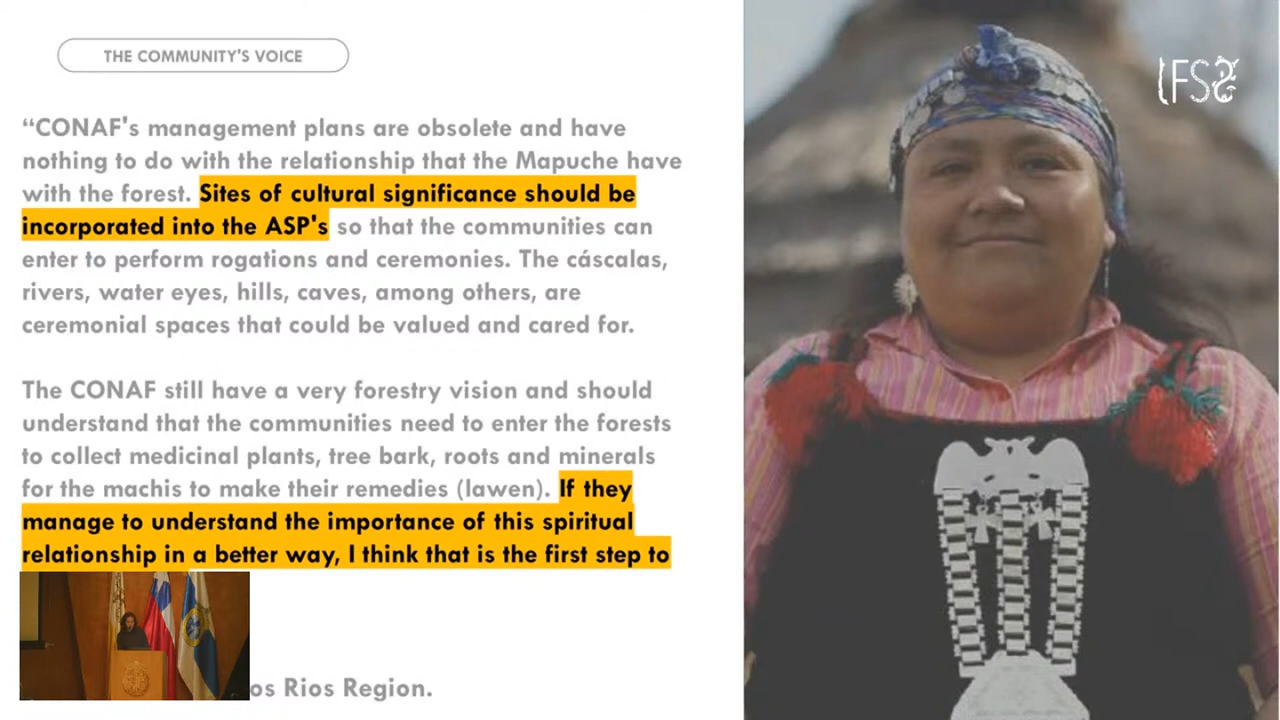 THE COMMUNITY'S VOICE
“CONAF's management plans are obsolete and have
nothing to do with the relationship that the Mapuche have
with the forest. Sites of cultural significance should be
incorporated into the ASP's so that the communities can
enter to perform rogations and ceremonies. The cáscalas,
rivers, water eyes, hills, caves, among others, are
ceremonial spaces that could be valued and cared for.
The CONAF still have a very forestry vision and should
understand that the communities need to enter the forests
to collect medicinal plants, tree bark, roots and minerals
for the machis to make their remedies (lawen). If they
manage to understand the importance of this spiritual
relationship in a better way, I think that is the first step to
os Rios Region.
IFSS